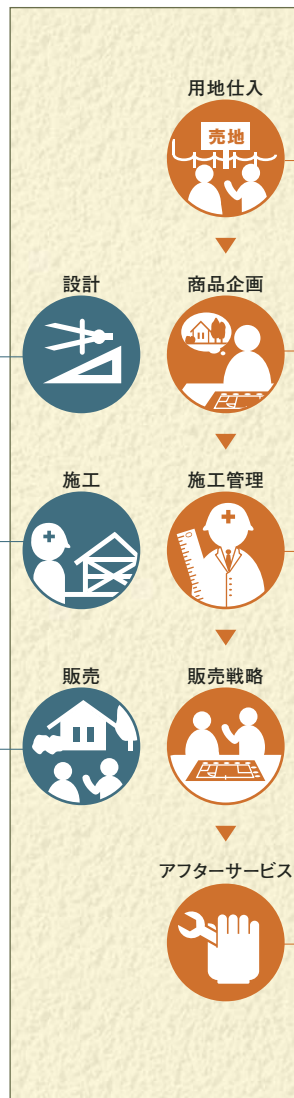 用地仕入
売地
設計
商品企画
施工
施工管理
販売
販売戦略
アフターサービス